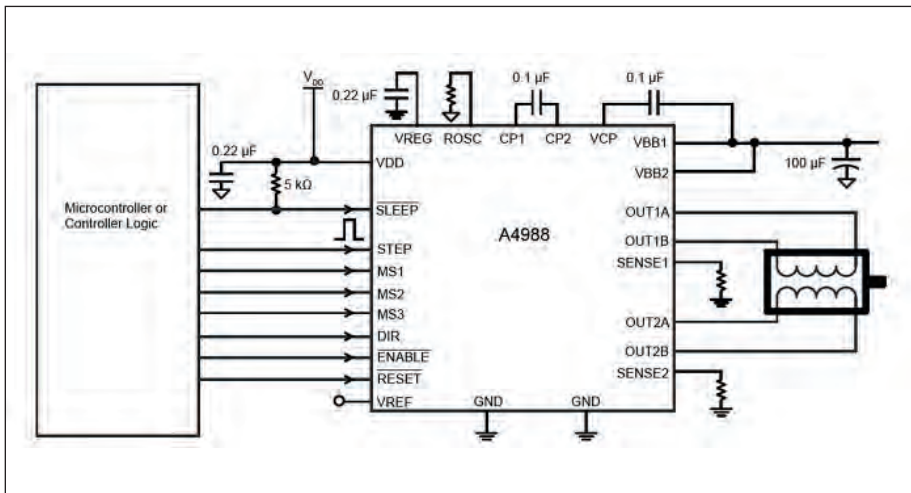 Microcontroller or
Controller Logic
V_DD
0.22 µF
5 kΩ
0.22 µF
0.1 µF
0.1 µF
100 µF
VREG
ROSC
CP1
CP2
VCP
VBB1
VDD
VBB2
SLEEP
OUT1A
A4988
STEP
OUT1B
MS1
SENSE1
MS2
MS3
OUT2A
DIR
ENABLE
OUT2B
RESET
SENSE2
VREF
GND
GND